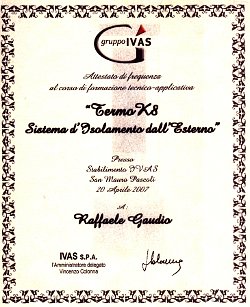 gruppo IVAS
Attestato di frequenza
al corso di formazione tecnico-applicativa
"TermoK8
Sistema d'Isolamento dall'Esterno"
Presso
Stabilimento IVAS
San Mauro Pascoli
20 Aprile 2007
A:
Raffaele Gaudio
IVAS S.P.A.
l'Amministratore delegato
Vincenzo Colonna